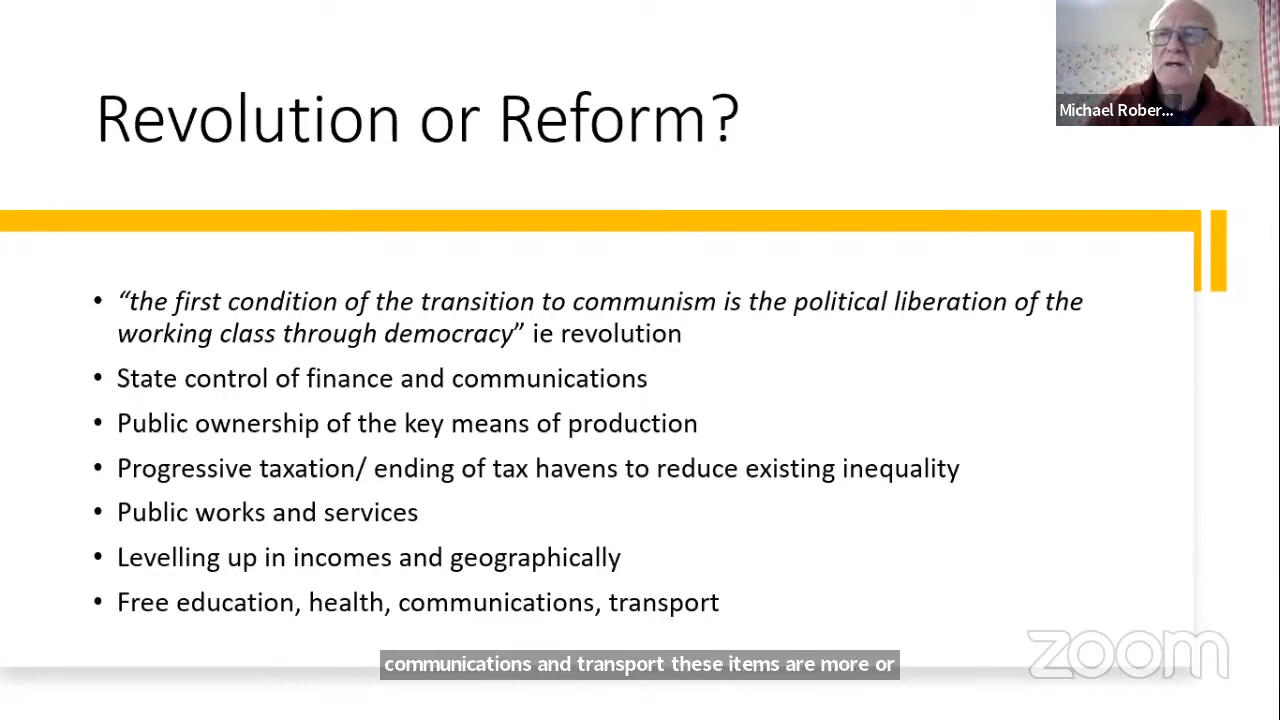 Michael Rober...
Revolution or Reform?
• “the first condition of the transition to communism is the political liberation of the
working class through democracy” ie revolution
• State control of finance and communications
• Public ownership of the key means of production
• Progressive taxation/ ending of tax havens to reduce existing inequality
• Public works and services
• Levelling up in incomes and geographically
• Free education, health, communications, transport
zoom
communications and transport these items are more or